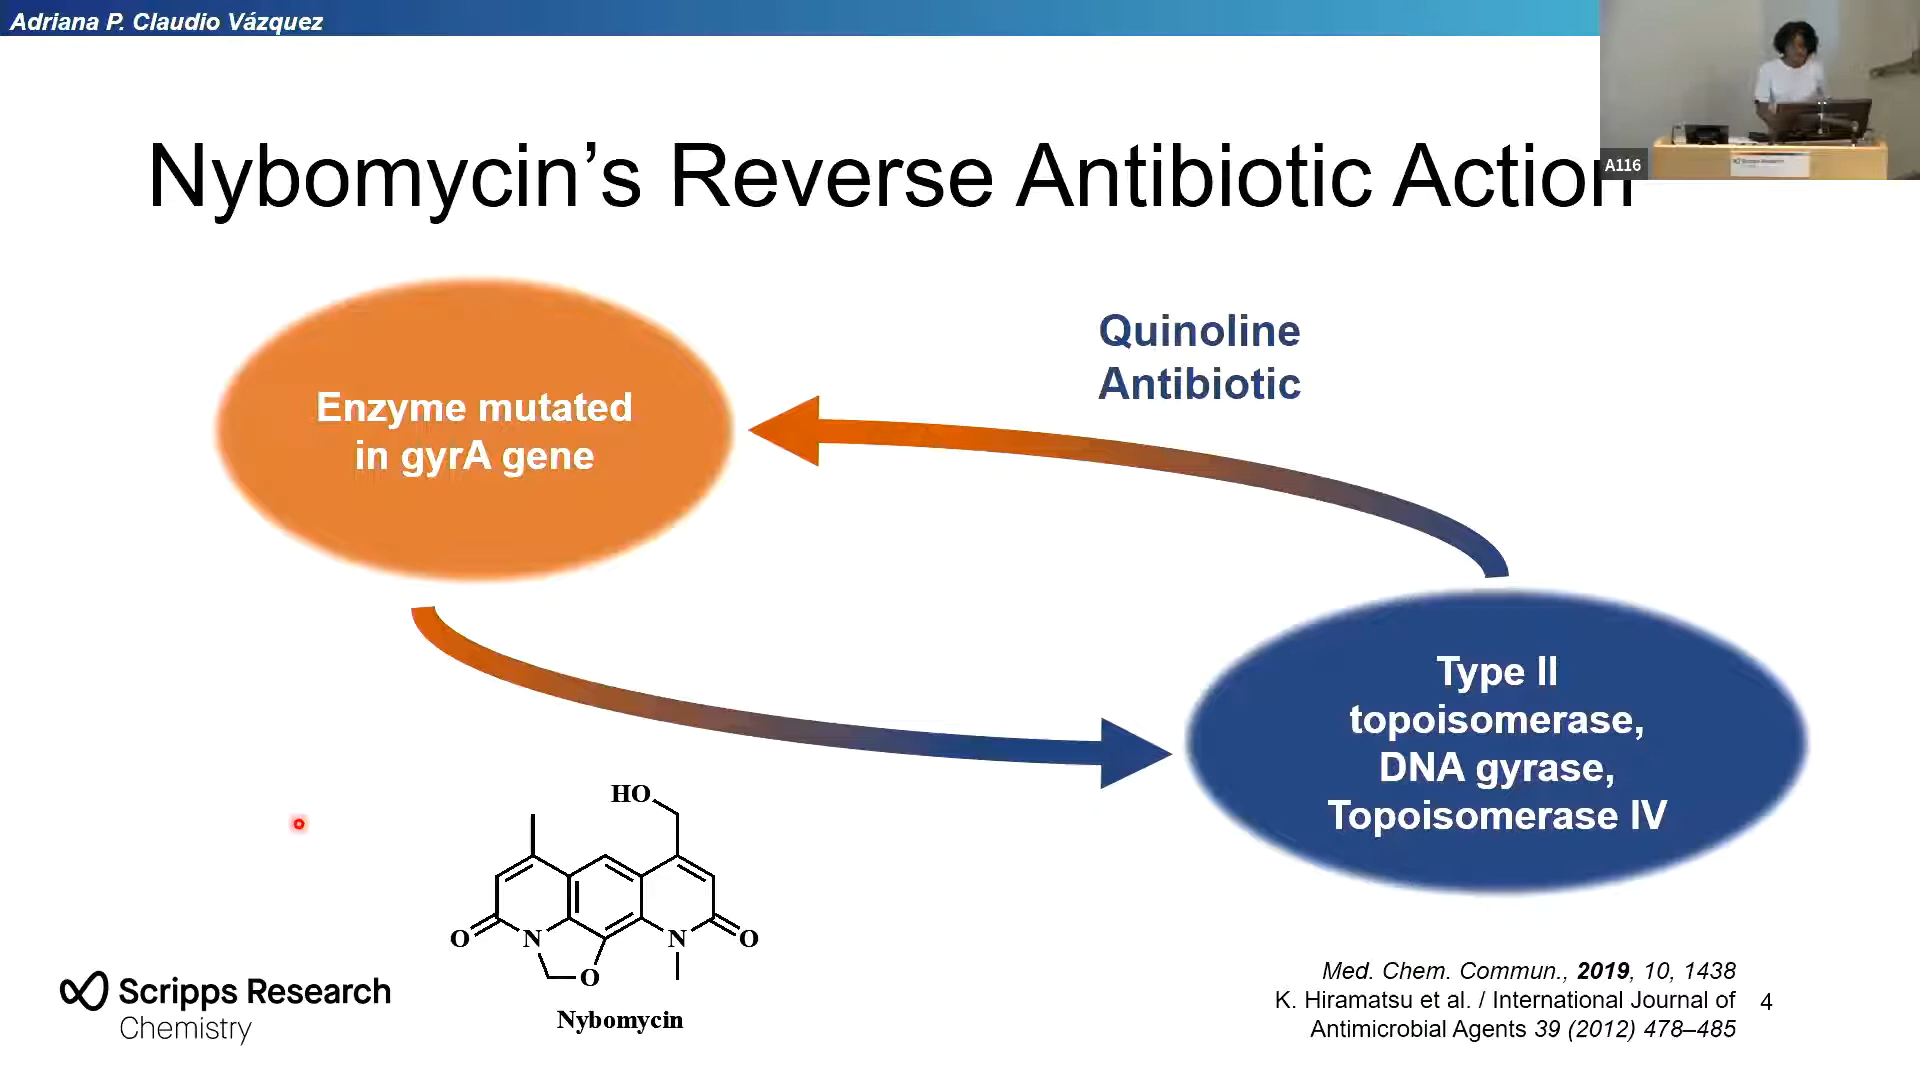 Adriana P. Claudio Vázquez
A116
Nybomycin’s Reverse Antibiotic Action
Quinoline
Antibiotic
Enzyme mutated
in gyrA gene
Type II
topoisomerase,
DNA gyrase,
Topoisomerase IV
HO
O
N
N
O
O
Nybomycin
Scripps Research
Chemistry
Med. Chem. Commun., 2019, 10, 1438
K. Hiramatsu et al. / International Journal of
Antimicrobial Agents 39 (2012) 478–485
4
Scripps Research